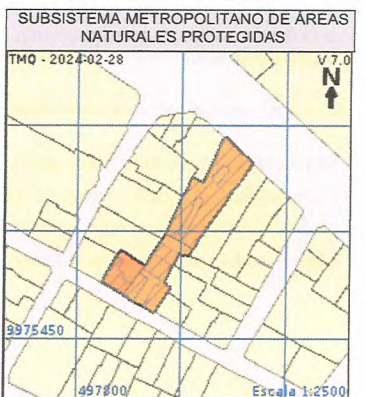 SUBSISTEMA METROPOLITANO DE ÁREAS
NATURALES PROTEGIDAS
TMQ - 2024-02-28
V 7.0
N
9975450
497800
Escala 1:2500